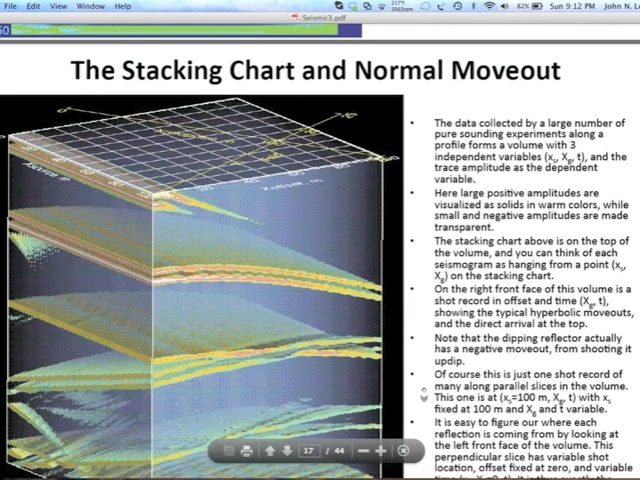 File Edit View Window Help
217°F
82% Sun 9:12 PM John N. L
Seismic3.pdf
The Stacking Chart and Normal Moveout
• The data collected by a large number of
pure sounding experiments along a
profile forms a volume with 3
independent variables (xs, Xg, t), and the
trace amplitude as the dependent
variable.
• Here large positive amplitudes are
visualized as solids in warm colors, while
small and negative amplitudes are made
transparent.
• The stacking chart above is on the top of
the volume, and you can think of each
seismogram as hanging from a point (xs,
Xg) on the stacking chart.
• On the right front face of this volume is a
shot record in offset and time (Xg, t),
showing the typical hyperbolic moveouts,
and the direct arrival at the top.
• Note that the dipping reflector actually
has a negative moveout, from shooting it
updip.
• Of course this is just one shot record of
many along parallel slices in the volume.
This one is at (xs=100 m, Xg, t) with xs
fixed at 100 m and Xg and t variable.
• It is easy to figure our where each
reflection is coming from by looking at
the left front face of the volume. This
perpendicular slice has variable shot
location, offset fixed at zero, and variable
Xoffset, m
17 / 44